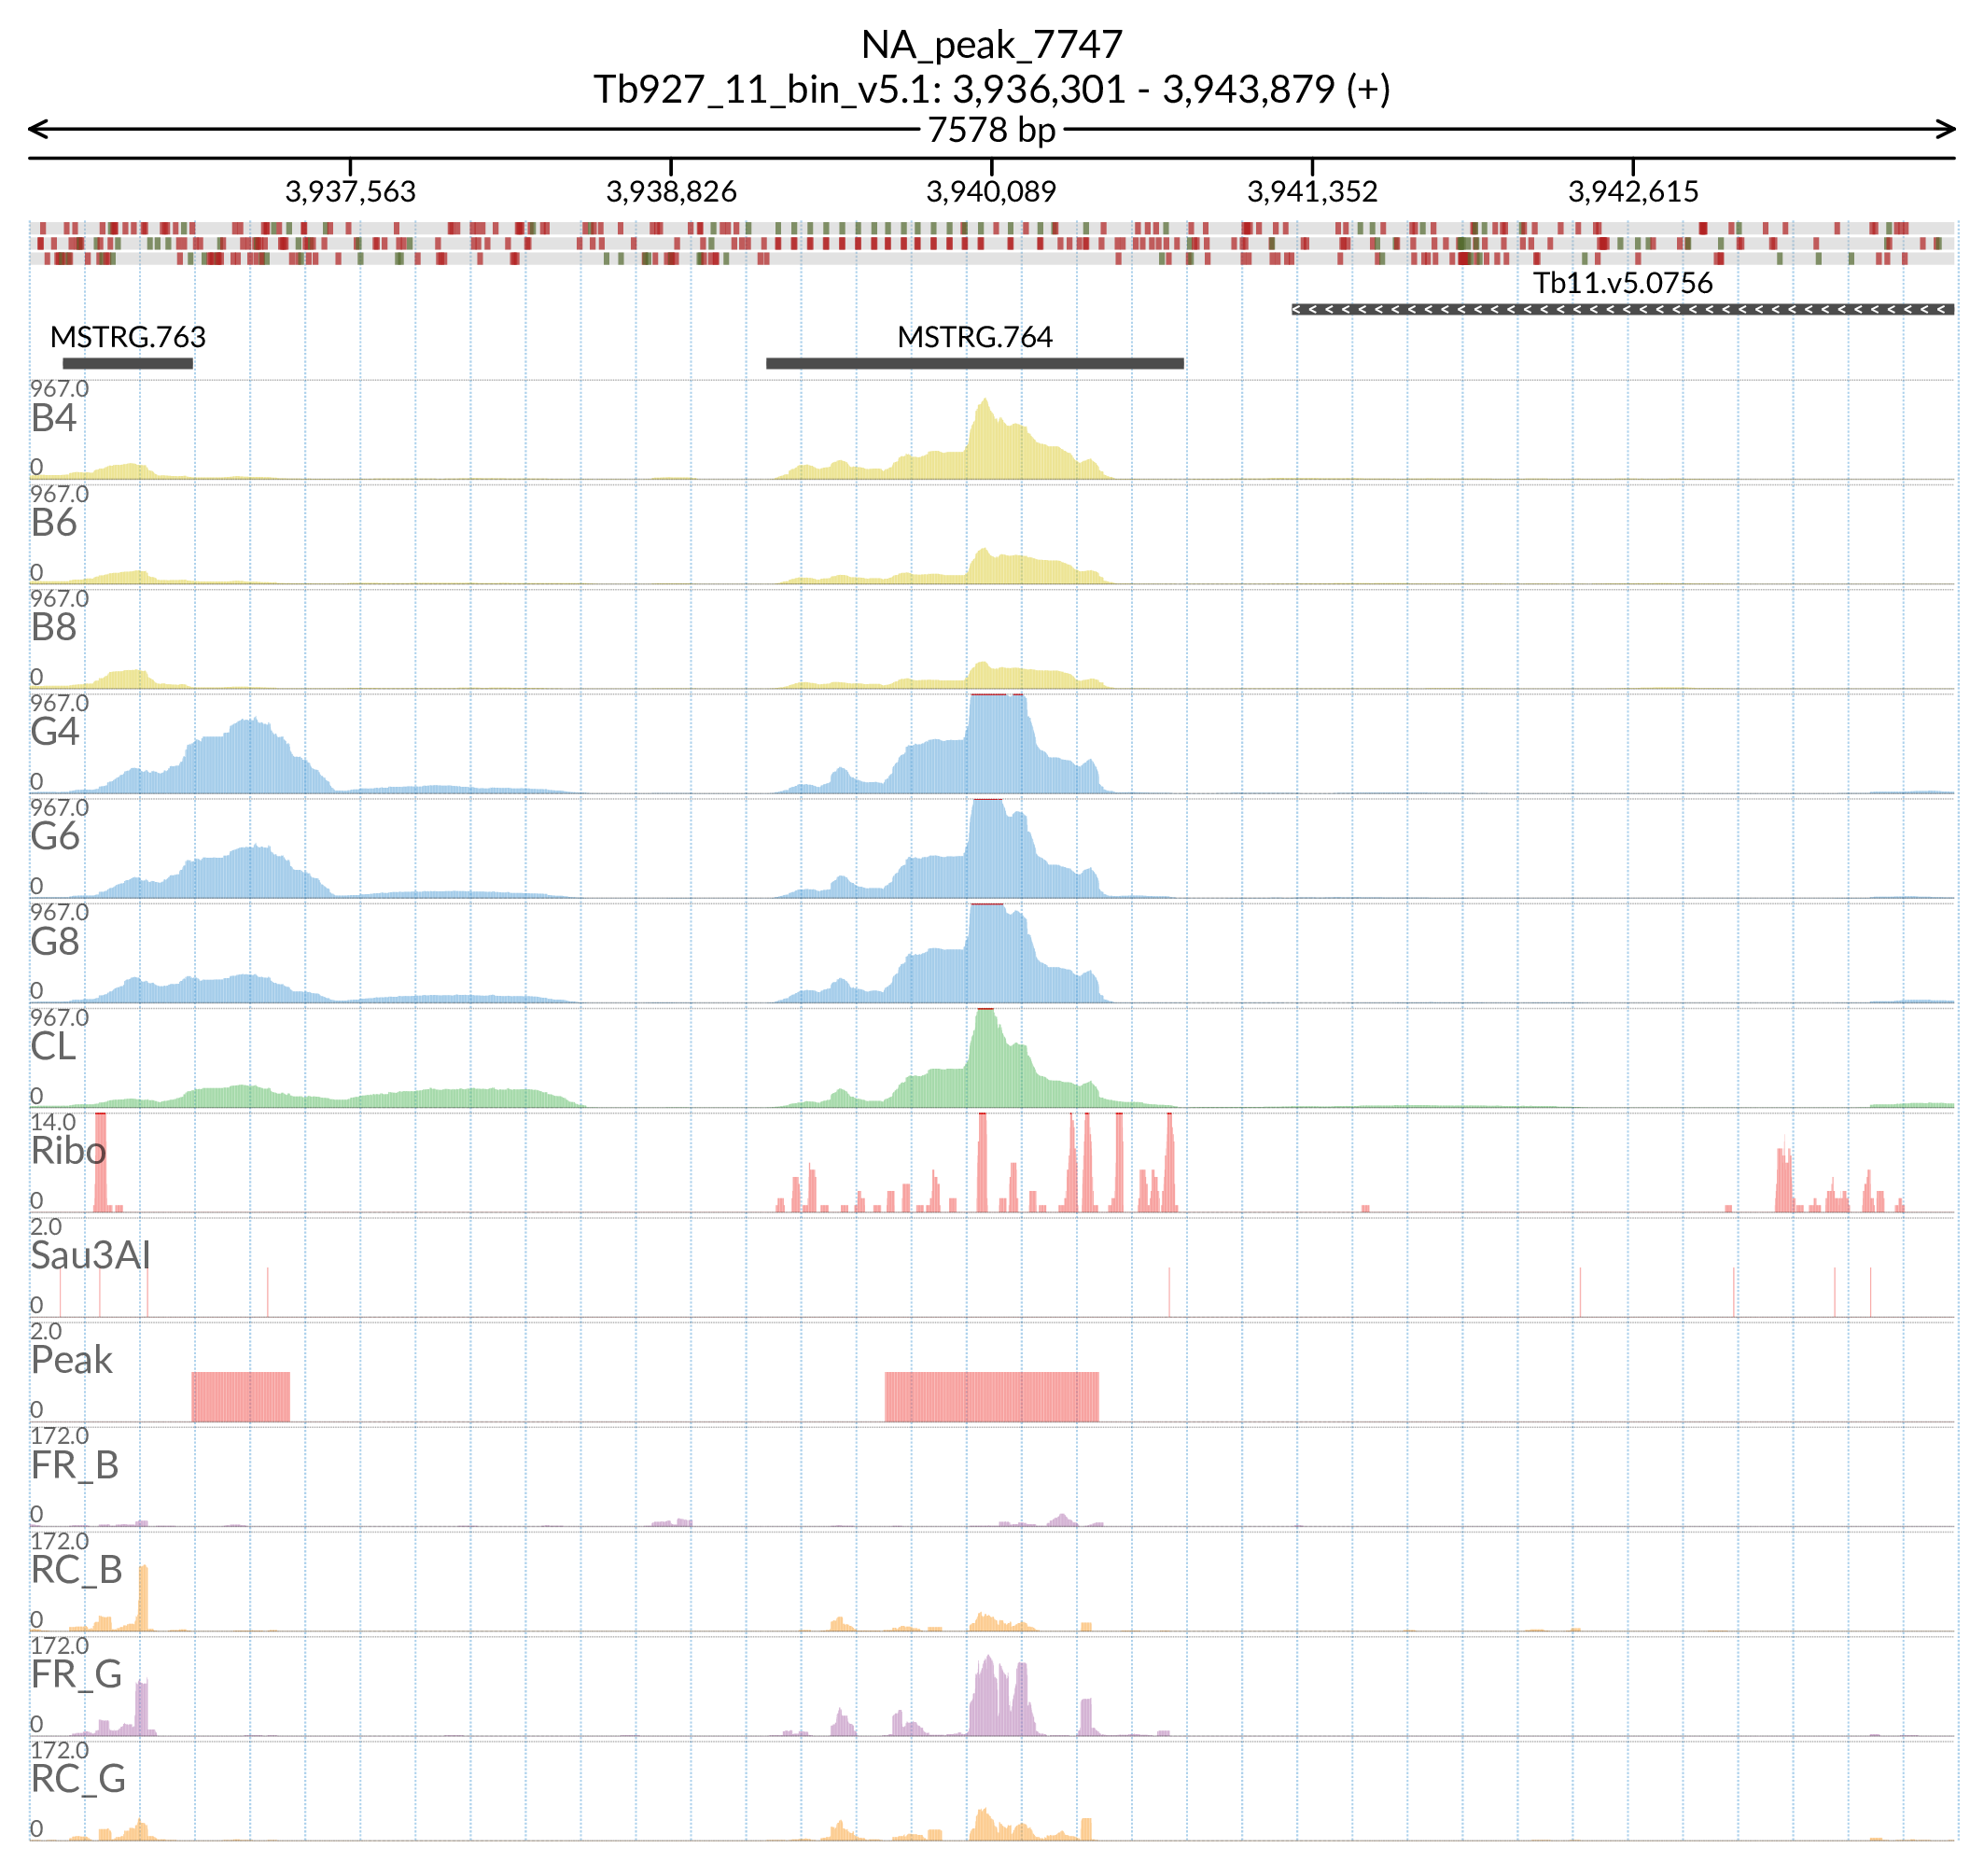 NA_peak_7747
Tb927_11_bin_v5.1: 3,936,301 - 3,943,879 (+)
7578 bp
3,937,563 3,938,826 3,940,089 3,941,352 3,942,615
Tb11.v5.0756
MSTRG.763 MSTRG.764
967.0
B4
0
967.0
B6
0
967.0
B8
0
967.0
G4
0
967.0
G6
0
967.0
G8
0
967.0
CL
0
14.0
Ribo
0
2.0
Sau3AI
0
2.0
Peak
0
172.0
FR_B
0
172.0
RC_B
0
172.0
FR_G
0
172.0
RC_G
0